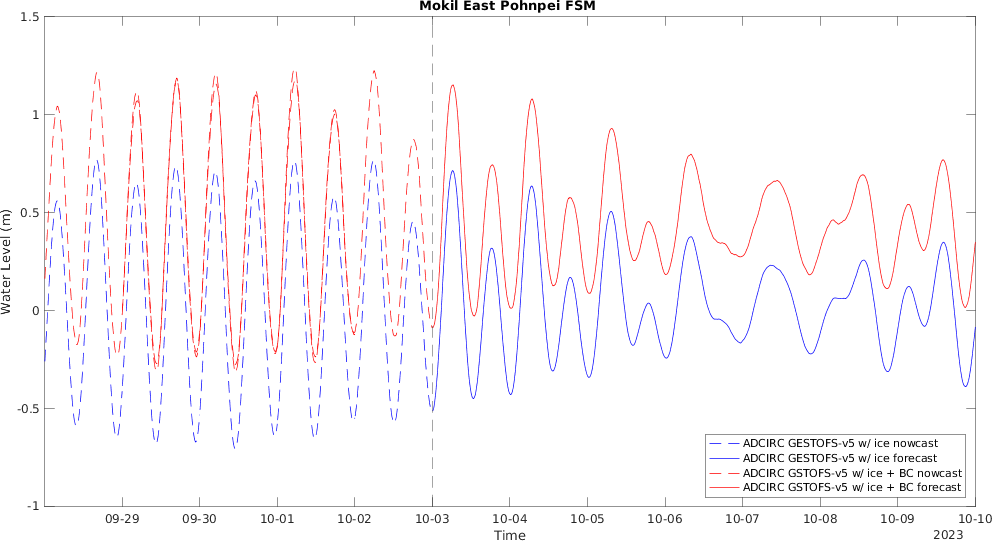 Mokil East Pohnpei FSM
1.5
1
0.5
0
-0.5
-1
Water Level (m)
09-29
09-30
10-01
10-02
10-03
10-04
10-05
10-06
10-07
10-08
10-09
10-10
Time
2023
ADCIRC GESTOFS-v5 w/ ice nowcast
ADCIRC GESTOFS-v5 w/ ice forecast
ADCIRC GSTOFS-v5 w/ ice + BC nowcast
ADCIRC GSTOFS-v5 w/ ice + BC forecast